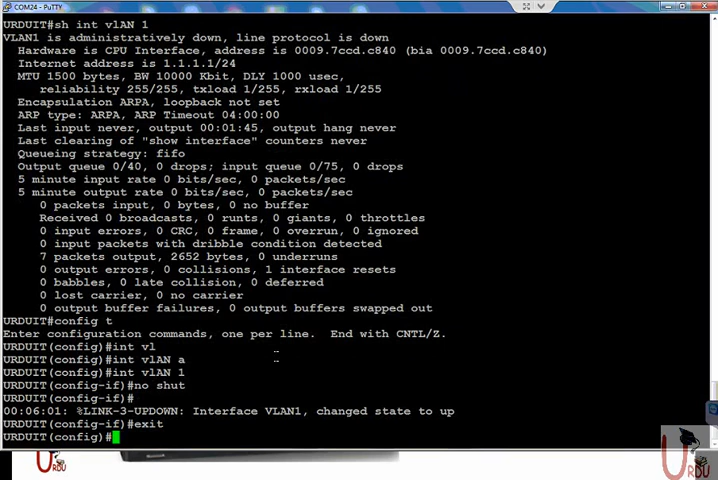 COM24 - PuTTY
URDUIT#sh int vlAN 1
VLAN1 is administratively down, line protocol is down
Hardware is CPU Interface, address is 0009.7ccd.c840 (bia 0009.7ccd.c840)
Internet address is 1.1.1.1/24
MTU 1500 bytes, BW 10000 Kbit, DLY 1000 usec,
reliability 255/255, txload 1/255, rxload 1/255
Encapsulation ARPA, loopback not set
ARP type: ARPA, ARP Timeout 04:00:00
Last input never, output 00:01:45, output hang never
Last clearing of "show interface" counters never
Queueing strategy: fifo
Output queue 0/40, 0 drops; input queue 0/75, 0 drops
5 minute input rate 0 bits/sec, 0 packets/sec
5 minute output rate 0 bits/sec, 0 packets/sec
0 packets input, 0 bytes, 0 no buffer
Received 0 broadcasts, 0 runts, 0 giants, 0 throttles
0 input errors, 0 CRC, 0 frame, 0 overrun, 0 ignored
0 input packets with dribble condition detected
7 packets output, 2652 bytes, 0 underruns
0 output errors, 0 collisions, 1 interface resets
0 babbles, 0 late collision, 0 deferred
0 lost carrier, 0 no carrier
0 output buffer failures, 0 output buffers swapped out
URDUIT#config t
Enter configuration commands, one per line.  End with CNTL/Z.
URDUIT(config)#int vl
URDUIT(config)#int vlAN a
URDUIT(config)#int vlAN 1
URDUIT(config-if)#no shut
URDUIT(config-if)#
00:06:01: %LINK-3-UPDOWN: Interface VLAN1, changed state to up
URDUIT(config-if)#exit
URDUIT(config)#
URDU
URDU